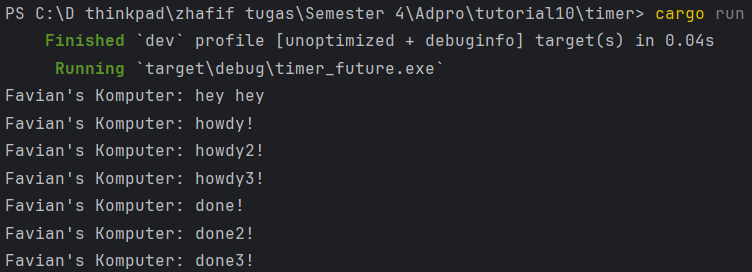 PS C:\D thinkpad\zhafif tugas\Semester 4\Adpro\tutorial10\timer> cargo run
Finished `dev` profile [unoptimized + debuginfo] target(s) in 0.04s
Running `target\debug\timer_future.exe`
Favian's Komputer: hey hey
Favian's Komputer: howdy!
Favian's Komputer: howdy2!
Favian's Komputer: howdy3!
Favian's Komputer: done!
Favian's Komputer: done2!
Favian's Komputer: done3!